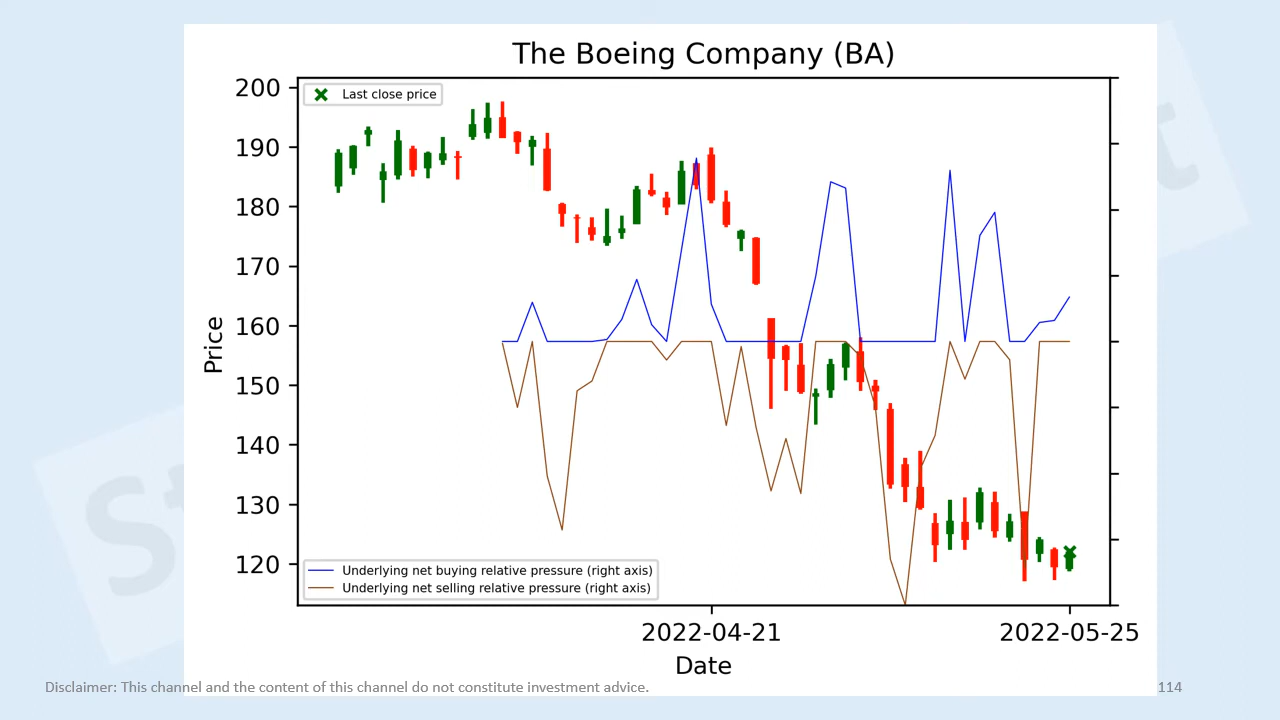 The Boeing Company (BA)
Last close price
200
190
180
170
160
150
140
130
120
Price
Underlying net buying relative pressure (right axis)
Underlying net selling relative pressure (right axis)
2022-04-21
2022-05-25
Date
Disclaimer: This channel and the content of this channel do not constitute investment advice.
114